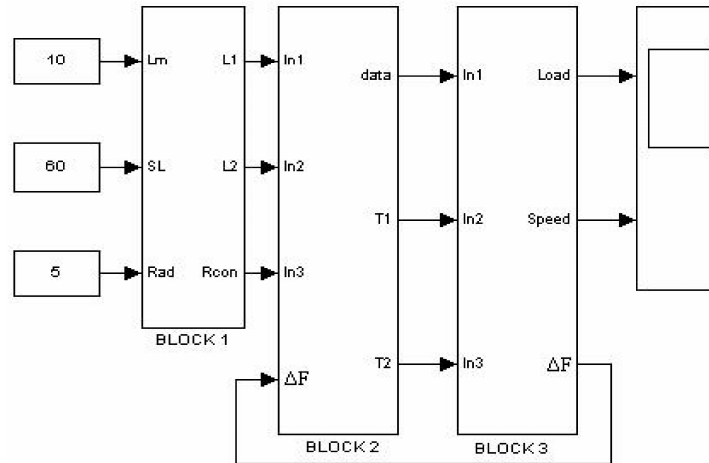 10
Lm
L1
In1
data
In1
Load
60
SL
L2
In2
T1
In2
Speed
5
Rad
Rcon
In3
T2
In3
ΔF
ΔF
BLOCK 1
BLOCK 2
BLOCK 3